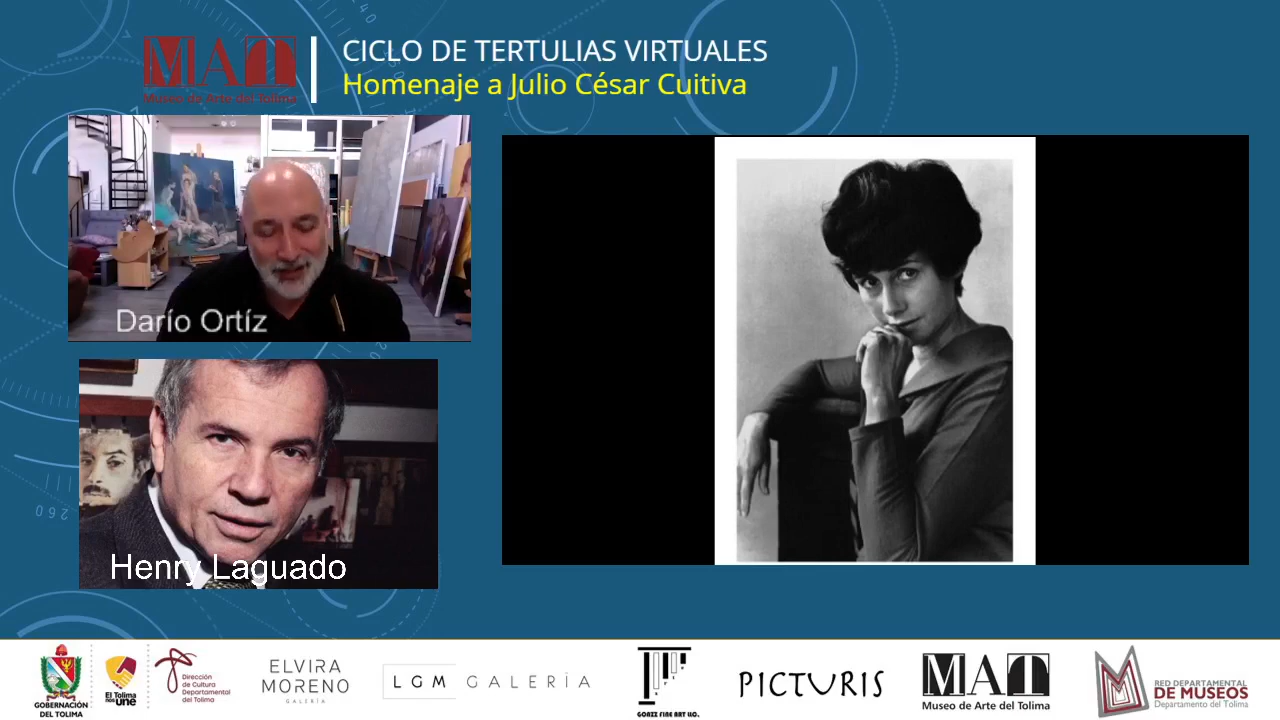 MAT
Museo de Arte del Tolima
CICLO DE TERTULIAS VIRTUALES
Homenaje a Julio César Cuitiva
Darío Ortíz
Henry Laguado
260
GOBERNACIÓN
DEL TOLIMA
El Tolima
nos UNE
Dirección
de Cultura
Departamental
del Tolima
ELVIRA
MORENO
GALERÍA
LGM GALERÍA
GONZZ FINE ART LLC.
PICTURIS
MAT
Museo de Arte del Tolima
RED DEPARTAMENTAL
DE MUSEOS
Departamento del Tolima